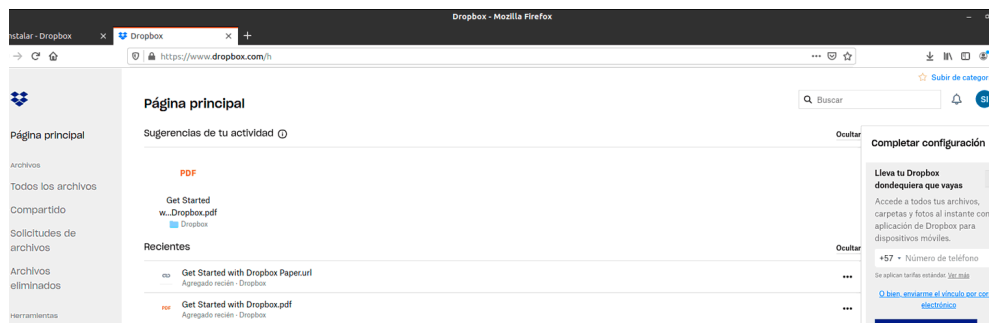 Dropbox - Mozilla Firefox
nstalar - Dropbox × Dropbox × +
https://www.dropbox.com/h
Subir de categor
Página principal
Buscar
SI
Sugerencias de tu actividad
Ocultar
PDF
Get Started
w...Dropbox.pdf
Dropbox
Recientes
Ocultar
Get Started with Dropbox Paper.url
Agregado recién · Dropbox
PDF
Get Started with Dropbox.pdf
Agregado recién · Dropbox
Página principal
Archivos
Todos los archivos
Compartido
Solicitudes de
archivos
Archivos
eliminados
Herramientas
Completar configuración
Lleva tu Dropbox
dondequiera que vayas
Accede a todos tus archivos,
carpetas y fotos al instante con
aplicación de Dropbox para
dispositivos móviles.
+57 Número de teléfono
Se aplican tarifas estándar. Ver más
O bien, enviarme el vínculo por cor
electrónico